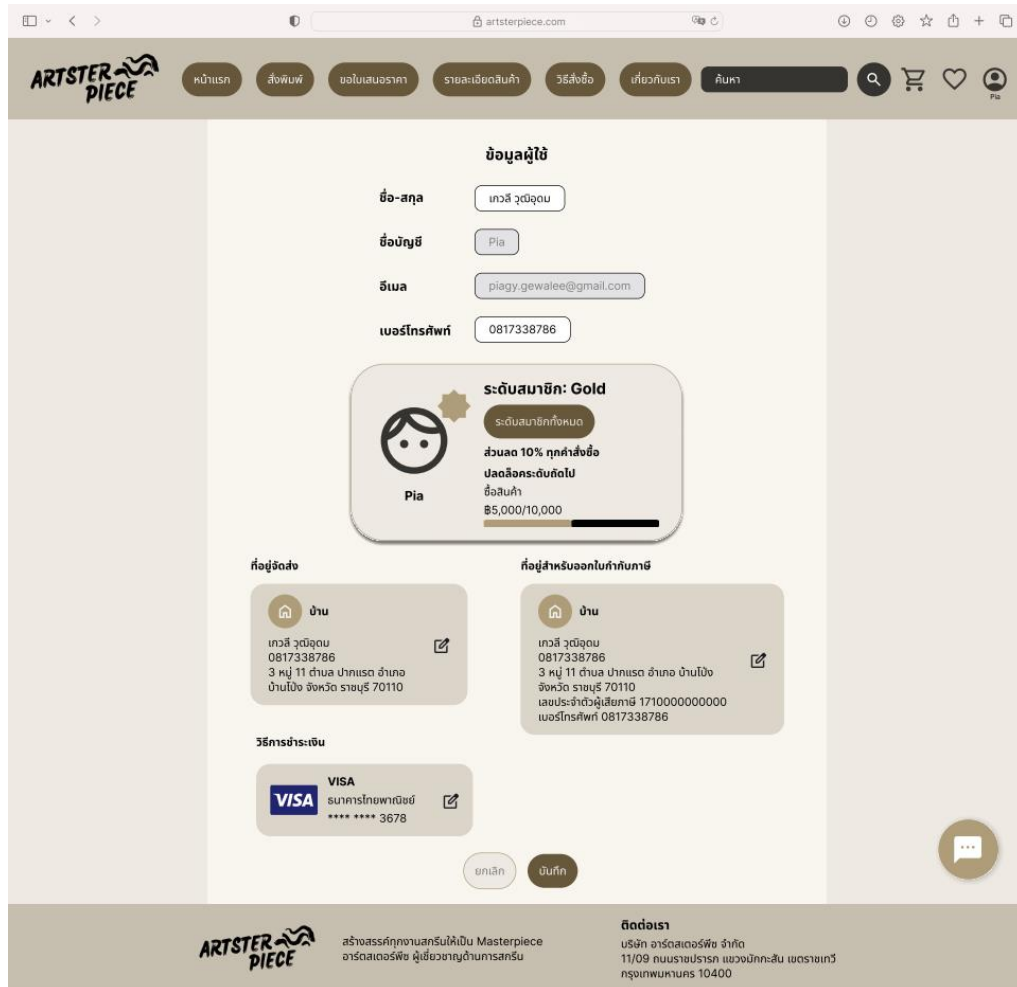 artsterpiece.com
ARTSTER PIECE
หน้าแรก
สั่งพิมพ์
ขอใบเสนอราคา
รายละเอียดสินค้า
วิธีสั่งซื้อ
เกี่ยวกับเรา
ค้นหา
Pia
ข้อมูลผู้ใช้
ชื่อ-สกุล เกวลี วุฒิอุดม
ชื่อบัญชี Pia
อีเมล piagy.gewalee@gmail.com
เบอร์โทรศัพท์ 0817338786
ระดับสมาชิก: Gold
ระดับสมาชิกทั้งหมด
ส่วนลด 10% ทุกคำสั่งซื้อ
ปลดล็อคระดับถัดไป
ซื้อสินค้า
฿5,000/10,000
Pia
ที่อยู่จัดส่ง
บ้าน
เกวลี วุฒิอุดม
0817338786
3 หมู่ 11 ตำบล ปากแรต อำเภอ
บ้านโป่ง จังหวัด ราชบุรี 70110
ที่อยู่สำหรับออกใบกำกับภาษี
บ้าน
เกวลี วุฒิอุดม
0817338786
3 หมู่ 11 ตำบล ปากแรต อำเภอ บ้านโป่ง
จังหวัด ราชบุรี 70110
เลขประจำตัวผู้เสียภาษี 1710000000000
เบอร์โทรศัพท์ 0817338786
วิธีการชำระเงิน
VISA
VISA
ธนาคารไทยพาณิชย์
**** **** 3678
ยกเลิก
บันทึก
ARTSTER PIECE
สร้างสรรค์ทุกงานสกรีนให้เป็น Masterpiece
อาร์ตสเตอร์พีซ ผู้เชี่ยวชาญด้านการสกรีน
ติดต่อเรา
บริษัท อาร์ตสเตอร์พีซ จำกัด
11/09 ถนนราชปรารภ แขวงมักกะสัน เขตราชเทวี
กรุงเทพมหานคร 10400